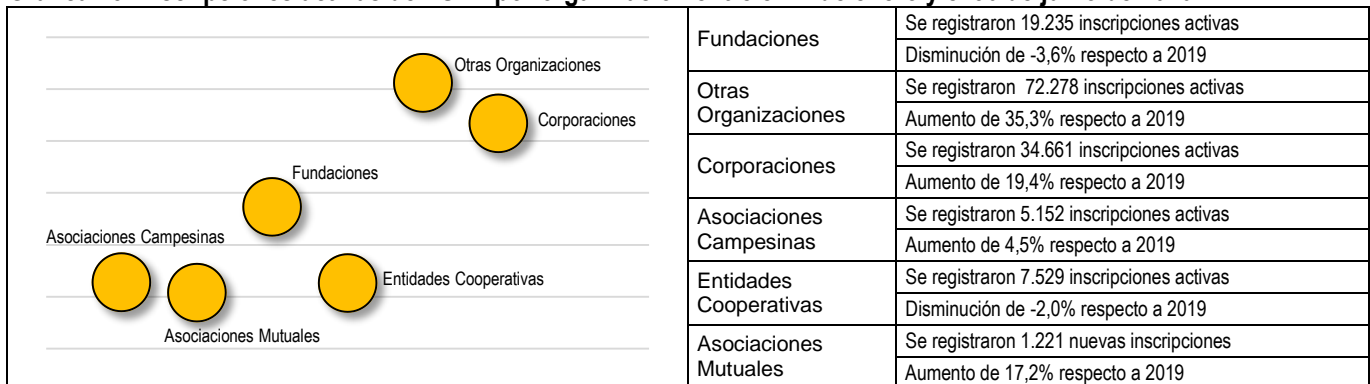 Otras Organizaciones
Corporaciones
Fundaciones
Asociaciones Campesinas
Entidades Cooperativas
Asociaciones Mutuales
Fundaciones
Se registraron 19.235 inscripciones activas
Disminución de -3,6% respecto a 2019
Otras
Organizaciones
Se registraron 72.278 inscripciones activas
Aumento de 35,3% respecto a 2019
Corporaciones
Se registraron 34.661 inscripciones activas
Aumento de 19,4% respecto a 2019
Asociaciones
Campesinas
Se registraron 5.152 inscripciones activas
Aumento de 4,5% respecto a 2019
Entidades
Cooperativas
Se registraron 7.529 inscripciones activas
Disminución de -2,0% respecto a 2019
Asociaciones
Mutuales
Se registraron 1.221 nuevas inscripciones
Aumento de 17,2% respecto a 2019